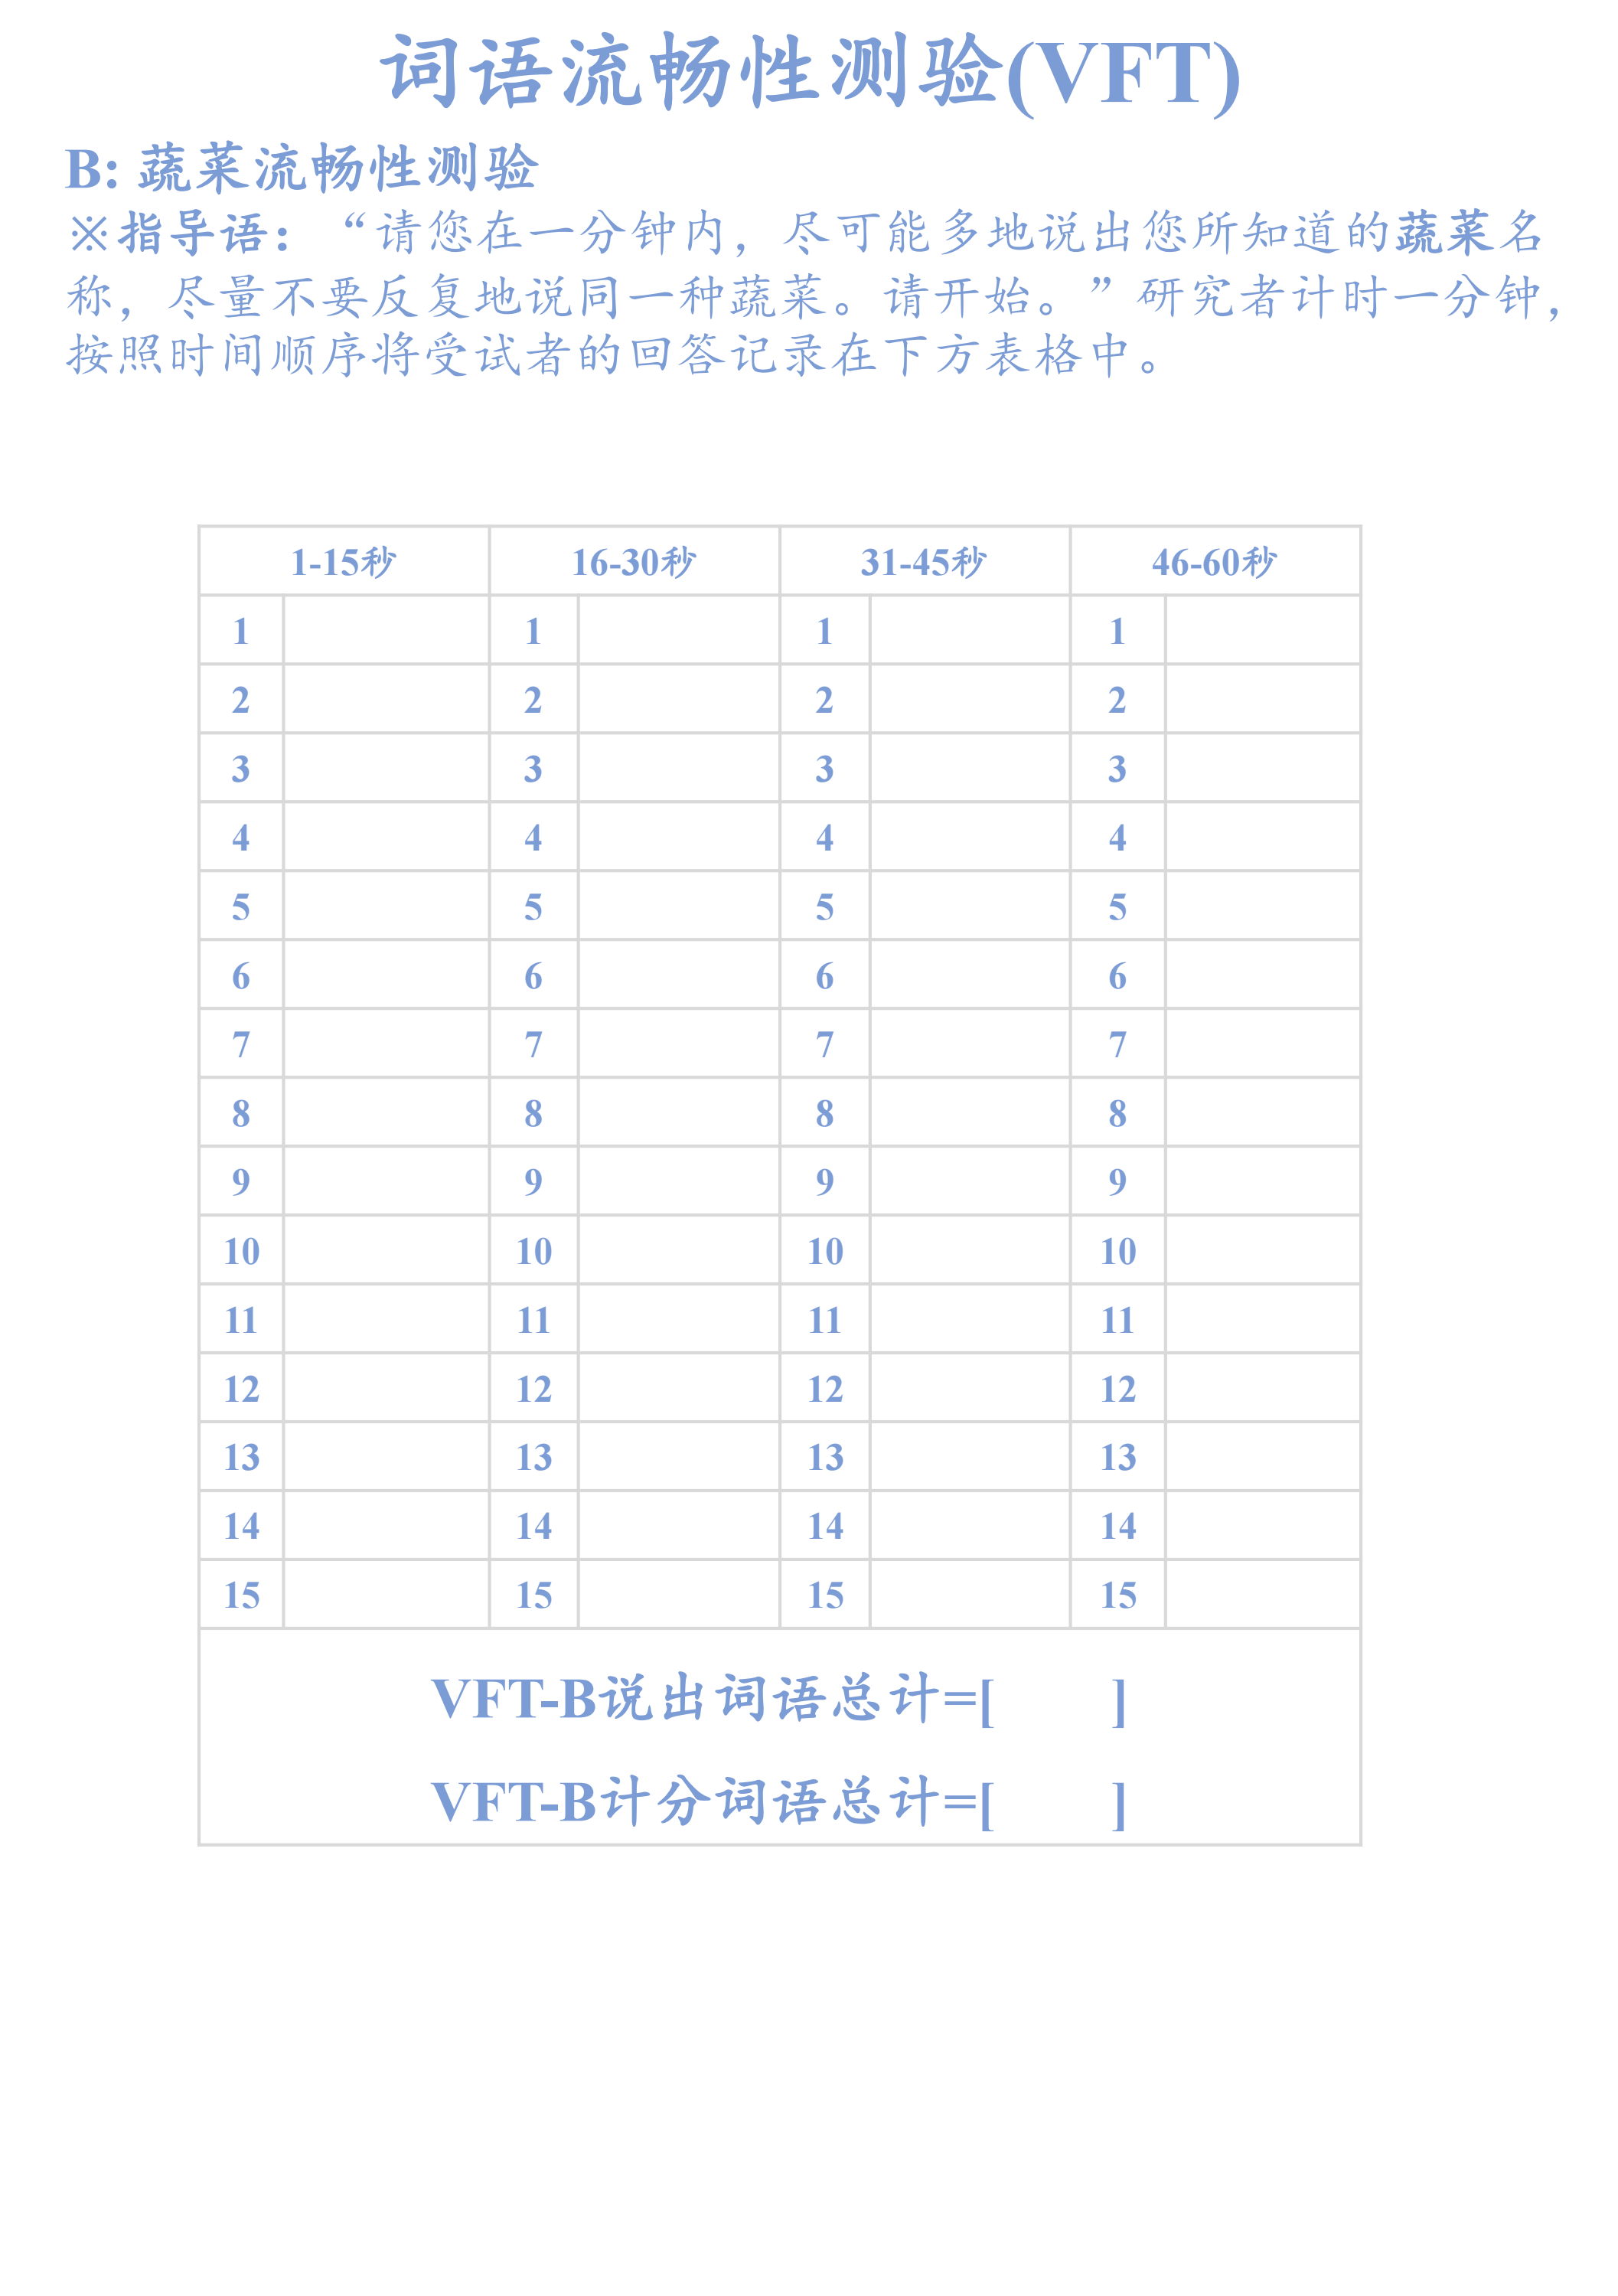 词语流畅性测验(VFT)
B: 蔬菜流畅性测验
※指导语：“请您在一分钟内，尽可能多地说出您所知道的蔬菜名
称，尽量不要反复地说同一种蔬菜。请开始。”研究者计时一分钟，
按照时间顺序将受试者的回答记录在下方表格中。
1-15秒 16-30秒 31-45秒 46-60秒
1 1 1 1
2 2 2 2
3 3 3 3
4 4 4 4
5 5 5 5
6 6 6 6
7 7 7 7
8 8 8 8
9 9 9 9
10 10 10 10
11 11 11 11
12 12 12 12
13 13 13 13
14 14 14 14
15 15 15 15
VFT-B说出词语总计=[ ]
VFT-B计分词语总计=[ ]